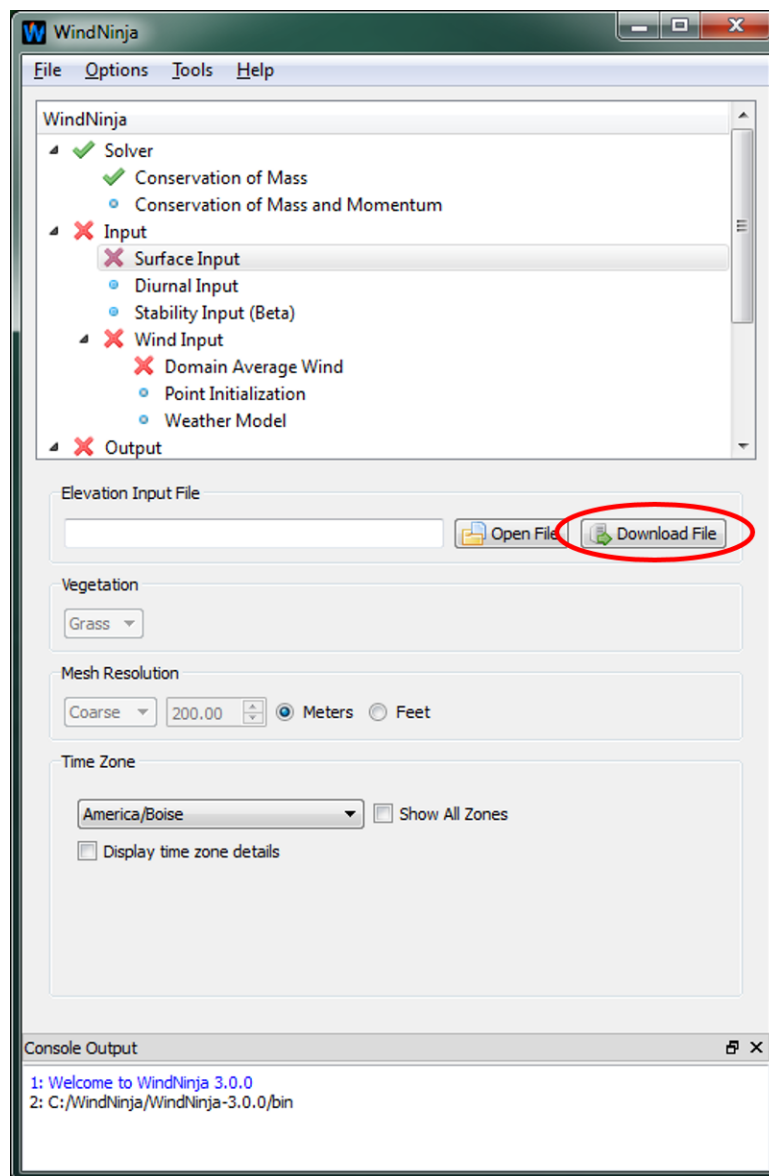 WindNinja
File Options Tools Help
WindNinja
Solver
Conservation of Mass
Conservation of Mass and Momentum
Input
Surface Input
Diurnal Input
Stability Input (Beta)
Wind Input
Domain Average Wind
Point Initialization
Weather Model
Output
Elevation Input File
Open File Download File
Vegetation
Grass
Mesh Resolution
Coarse 200.00 Meters Feet
Time Zone
America/Boise Show All Zones
Display time zone details
Console Output
1: Welcome to WindNinja 3.0.0
2: C:/WindNinja/WindNinja-3.0.0/bin